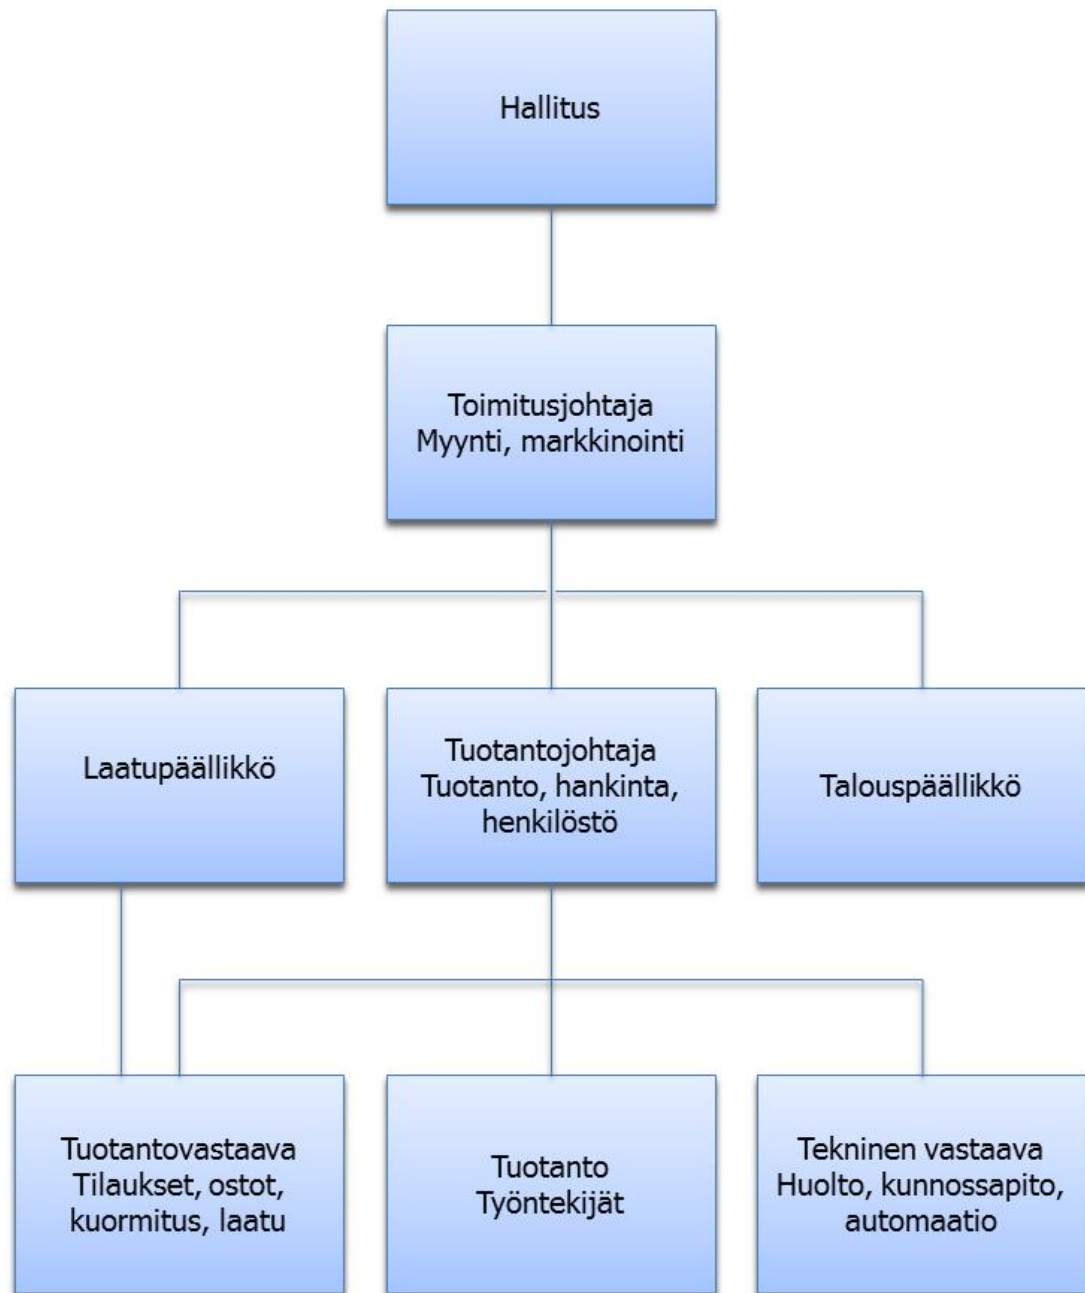 Hallitus
Toimitusjohtaja
Myynti, markkinointi
Laatupäällikkö
Tuotantojohtaja
Tuotanto, hankinta,
henkilöstö
Talouspäällikkö
Tuotantovastaava
Tilaukset, ostot,
kuormitus, laatu
Tuotanto
Työntekijät
Tekninen vastaava
Huolto, kunnossapito,
automaatio